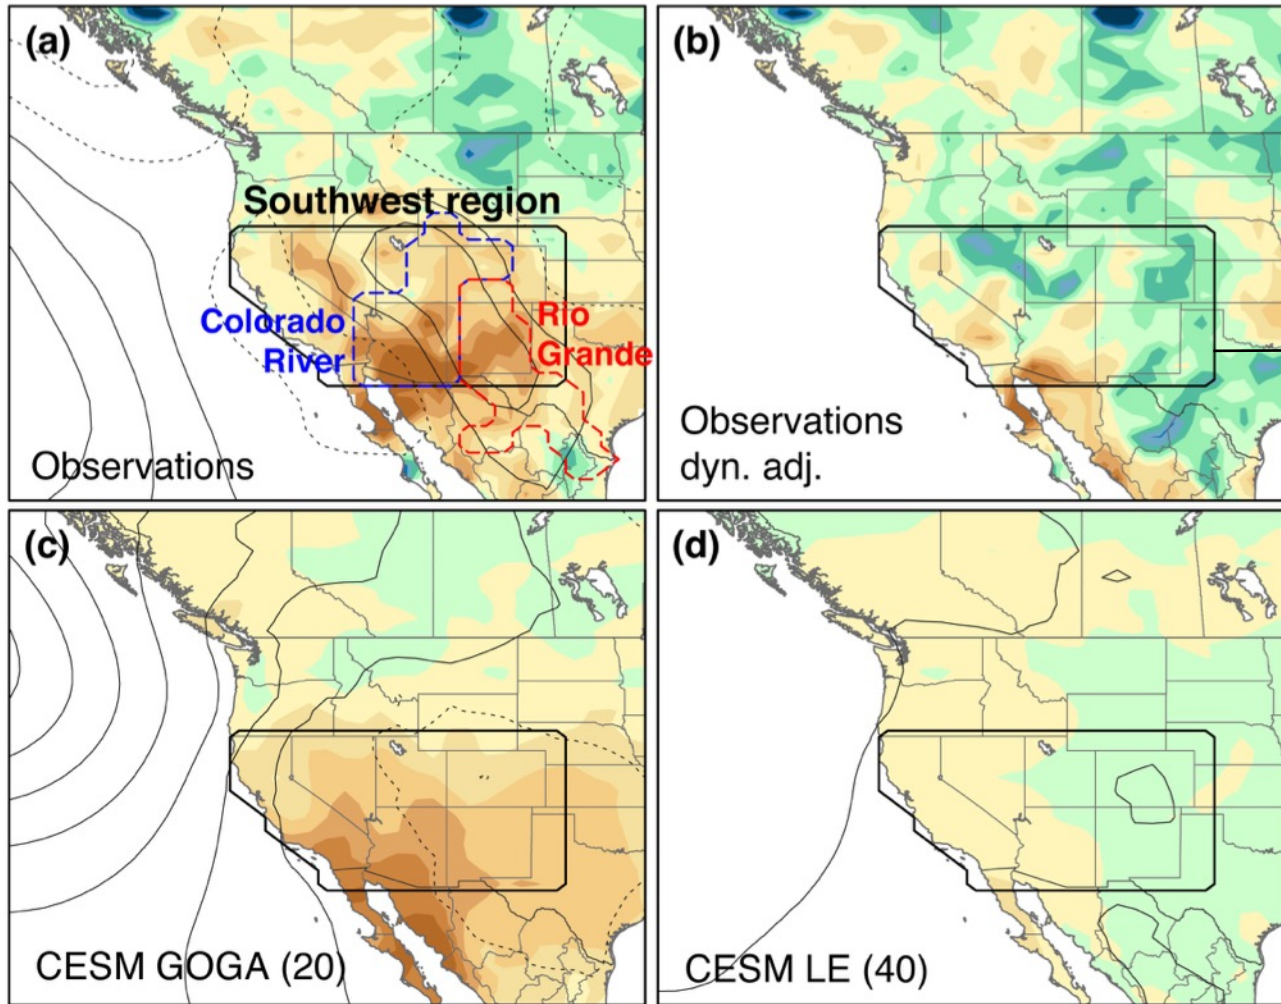 (a)
Southwest region
Colorado
River
Rio
Grande
Observations
(b)
Observations
dyn. adj.
(c)
CESM GOGA (20)
(d)
CESM LE (40)